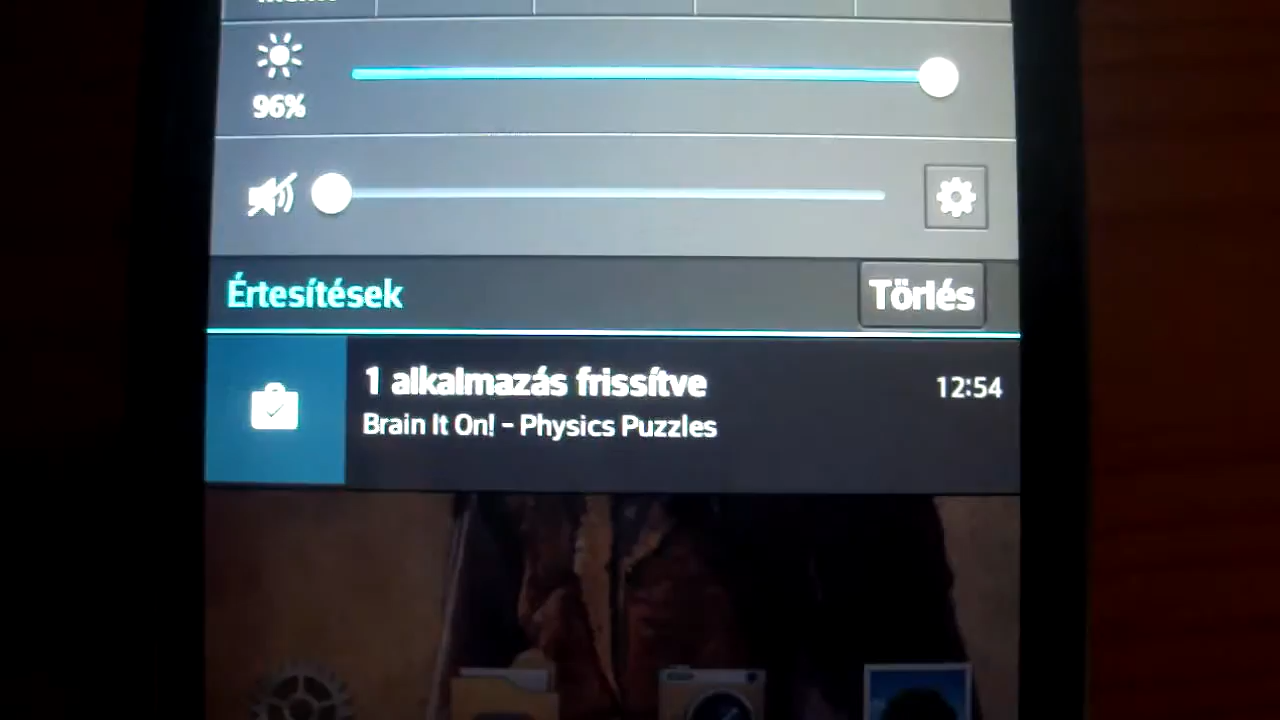 96%
Értesítések
Törlés
1 alkalmazás frissítve
12:54
Brain It On! - Physics Puzzles